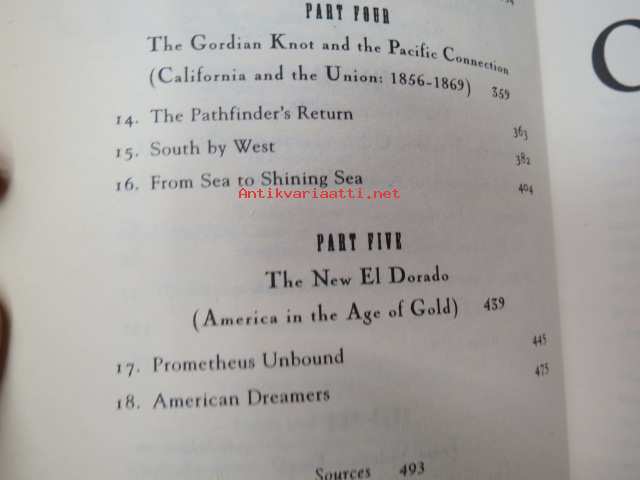 PART FOUR
The Gordian Knot and the Pacific Connection
(California and the Union: 1856-1869) 359
14. The Pathfinder's Return 363
15. South by West 382
16. From Sea to Shining Sea 404
Antikvariaatti.net
PART FIVE
The New El Dorado
(America in the Age of Gold) 439
17. Prometheus Unbound 445
18. American Dreamers 475
Sources 493